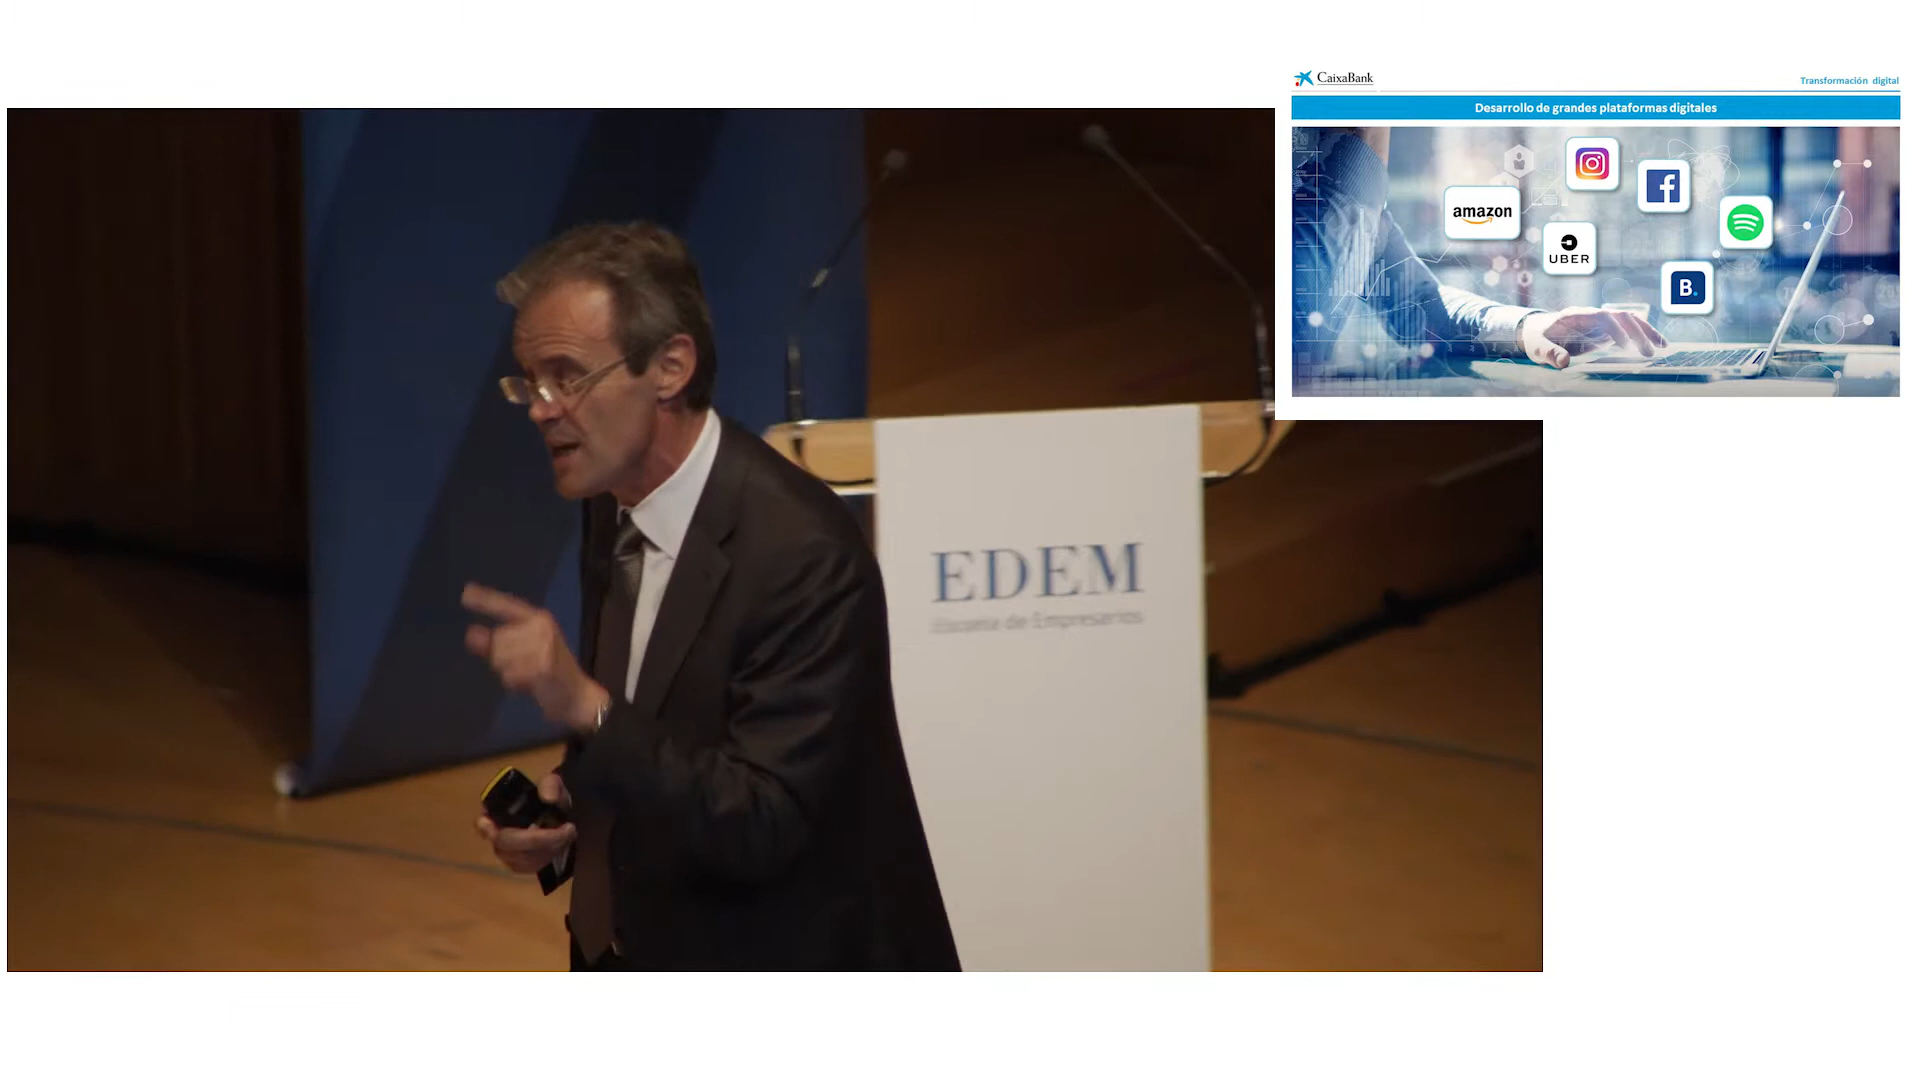 CaixaBank
Transformación digital
Desarrollo de grandes plataformas digitales
amazon
UBER
B.
EDEM
Escuela de Empresarios